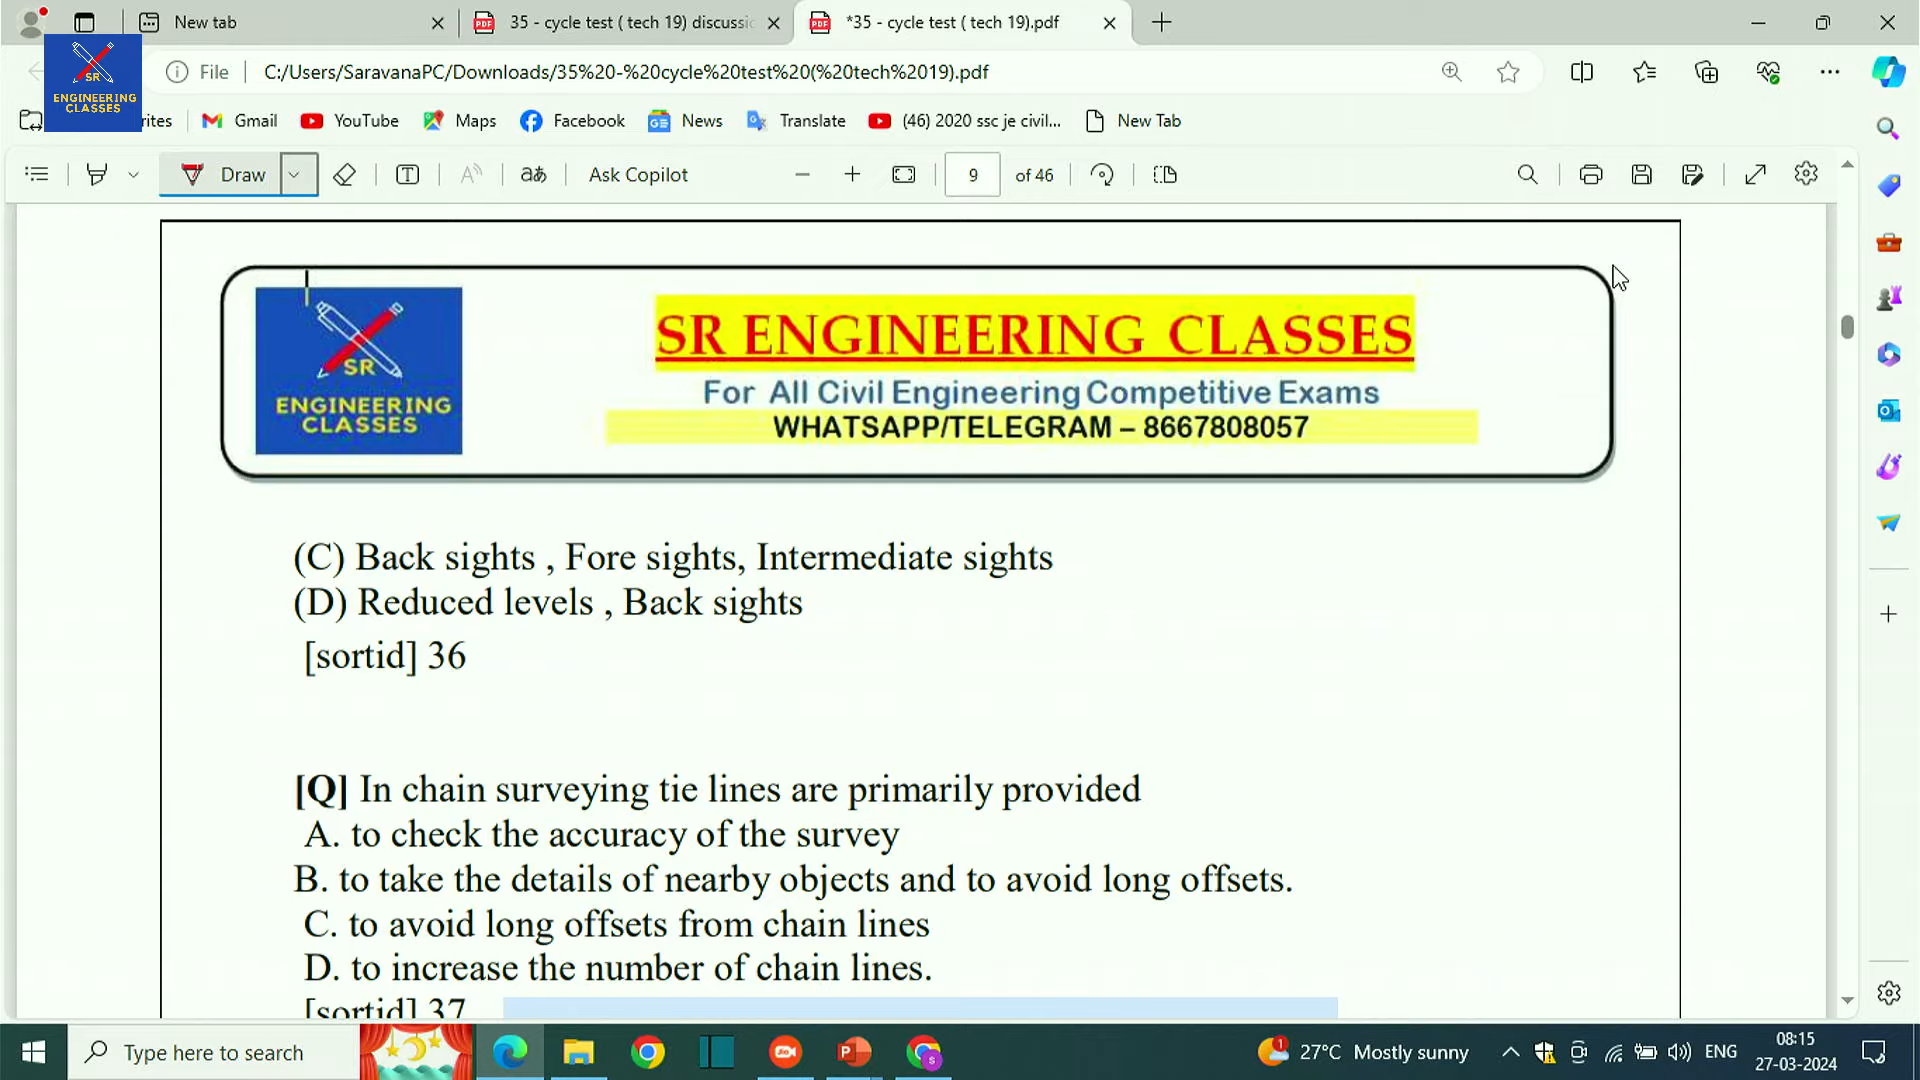 New tab
35 - cycle test ( tech 19) discussi
*35 - cycle test ( tech 19).pdf
File
C:/Users/SaravanaPC/Downloads/35%20-%20cycle%20test%20(%20tech%2019).pdf
SR
ENGINEERING
CLASSES
rites
Gmail
YouTube
Maps
Facebook
News
Translate
(46) 2020 ssc je civil...
New Tab
Draw
Ask Copilot
9
of 46
SR
ENGINEERING
CLASSES
SR ENGINEERING CLASSES
For All Civil Engineering Competitive Exams
WHATSAPP/TELEGRAM – 8667808057
(C) Back sights , Fore sights, Intermediate sights
(D) Reduced levels , Back sights
[sortid] 36
[Q] In chain surveying tie lines are primarily provided
A. to check the accuracy of the survey
B. to take the details of nearby objects and to avoid long offsets.
C. to avoid long offsets from chain lines
D. to increase the number of chain lines.
[sortid] 37
Type here to search
27°C Mostly sunny
ENG
08:15
27-03-2024